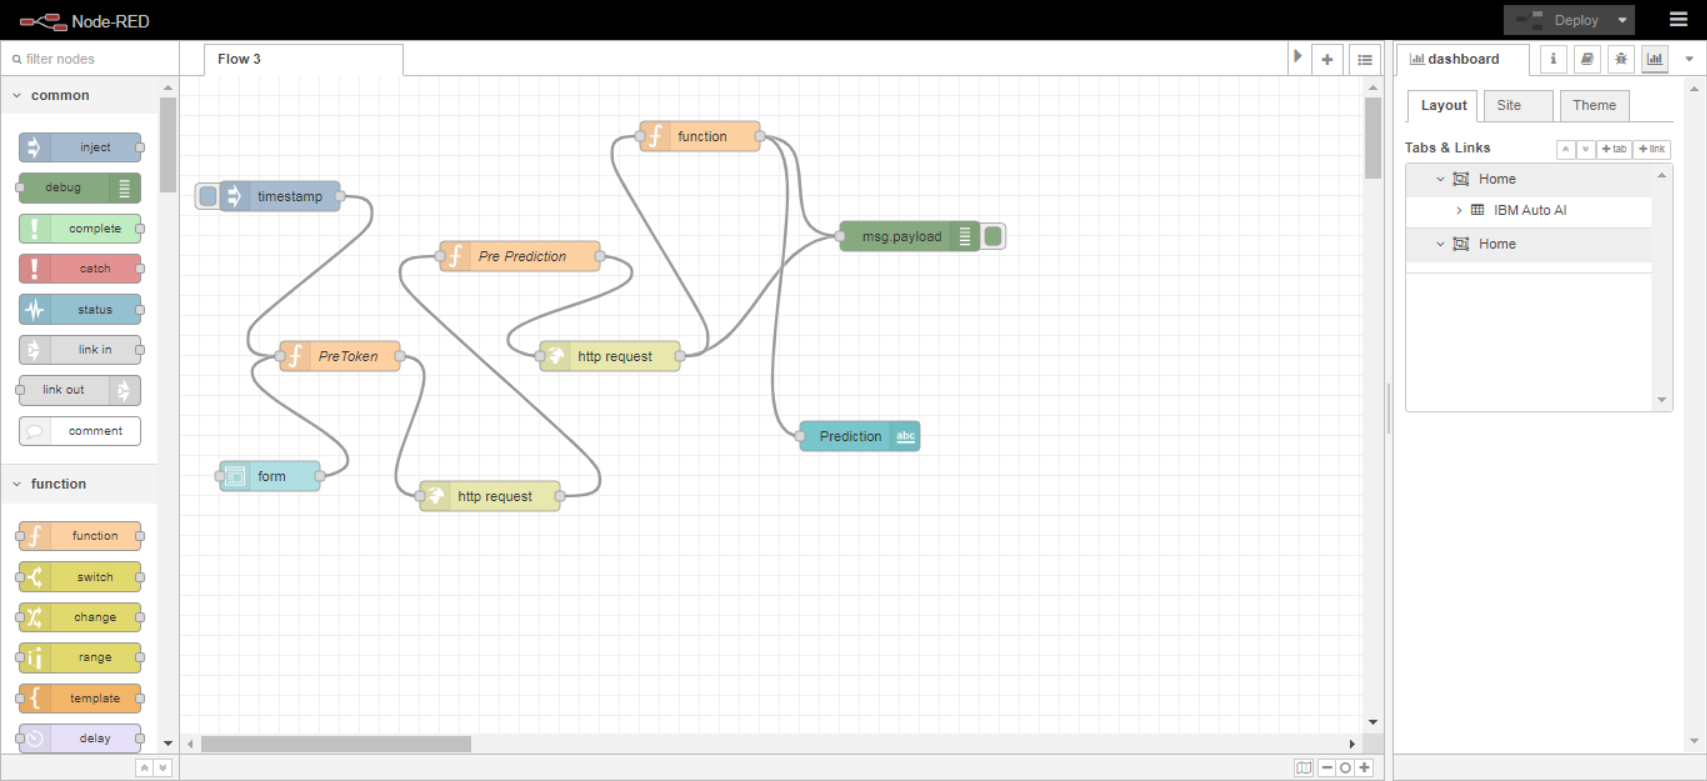 Node-RED
Deploy
filter nodes
Flow 3
dashboard
i
common
Layout
Site
Theme
inject
function
Tabs & Links
tab
link
debug
timestamp
Home
complete
msg.payload
IBM Auto AI
catch
Pre Prediction
Home
status
link in
PreToken
http request
link out
comment
Prediction
abc
form
function
http request
function
switch
change
range
template
delay